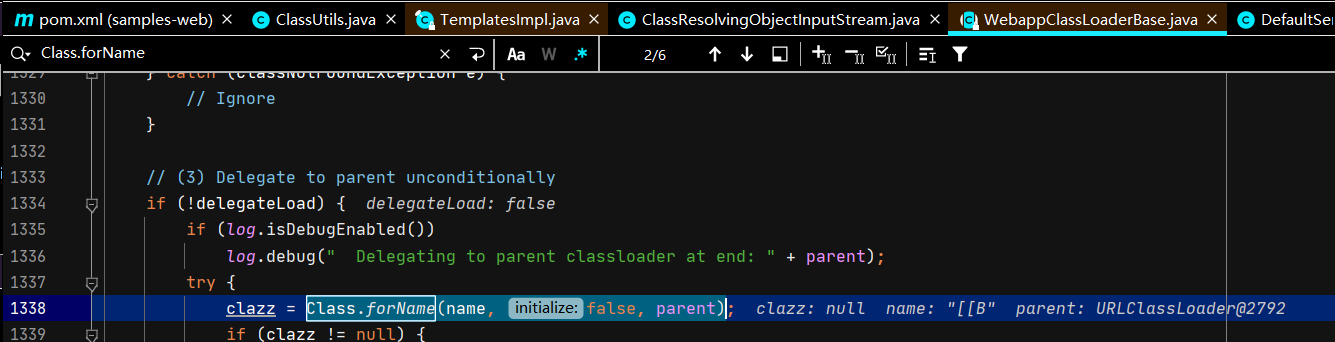 pom.xml (samples-web) ClassUtils.java TemplatesImpl.java ClassResolvingObjectInputStream.java WebappClassLoaderBase.java DefaultSe
Class.forName Aa W .* 2/6
1329 } catch (ClassNotFoundException e) {
1330 // Ignore
1331 }
1332
1333 // (3) Delegate to parent unconditionally
1334 if (!delegateLoad) { delegateLoad: false
1335 if (log.isDebugEnabled())
1336 log.debug("  Delegating to parent classloader at end: " + parent);
1337 try {
1338 clazz = Class.forName(name, initialize: false, parent); clazz: null name: "[[B" parent: URLClassLoader@2792
1339 if (clazz != null) {